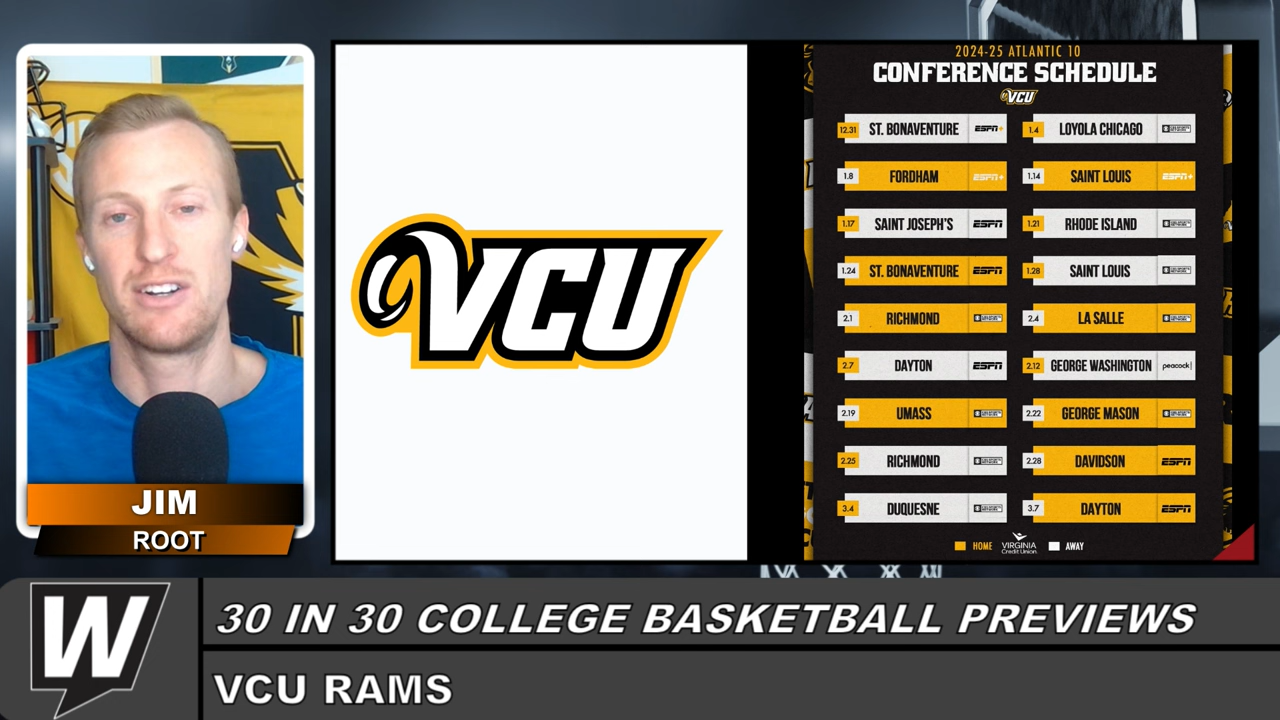 JIM
ROOT
VCU
2024-25 ATLANTIC 10
CONFERENCE SCHEDULE
VCU
12.31 ST. BONAVENTURE ESPN+
1.4 LOYOLA CHICAGO
1.8 FORDHAM ESPN+
1.14 SAINT LOUIS ESPN+
1.17 SAINT JOSEPH'S ESPN
1.21 RHODE ISLAND
1.24 ST. BONAVENTURE ESPN
1.28 SAINT LOUIS
2.1 RICHMOND
2.4 LA SALLE
2.7 DAYTON ESPN
2.12 GEORGE WASHINGTON peacock
2.19 UMASS
2.22 GEORGE MASON
2.25 RICHMOND
2.28 DAVIDSON ESPN
3.4 DUQUESNE
3.7 DAYTON ESPN
HOME
VIRGINIA
Credit Union
AWAY
W
30 IN 30 COLLEGE BASKETBALL PREVIEWS
VCU RAMS